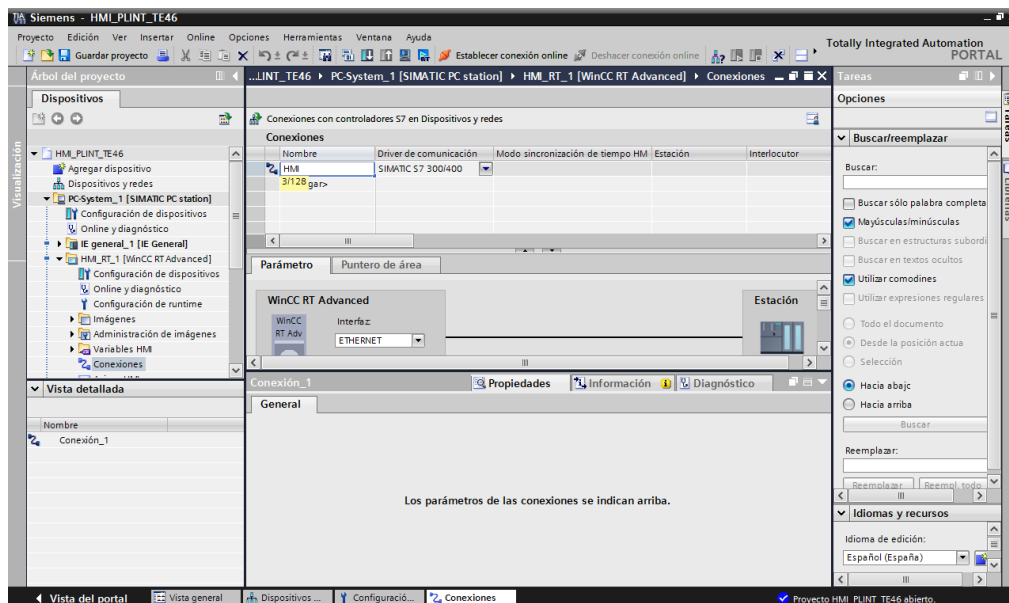 Siemens - HMI_PLINT_TE46
Proyecto Edición Ver Insertar Online Opciones Herramientas Ventana Ayuda
Guardar proyecto Establecer conexión online Deshacer conexión online
Totally Integrated Automation
PORTAL
Árbol del proyecto
...LINT_TE46 PC-System_1 [SIMATIC PC station] HMI_RT_1 [WinCC RT Advanced] Conexiones
Tareas
Dispositivos
Opciones
Conexiones con controladores S7 en Dispositivos y redes
Visualización
Conexiones
Nombre Driver de comunicación Modo sincronización de tiempo HM Estación Interlocutor
HMI SIMATIC S7 300/400
3/128 gar>
HMI_PLINT_TE46
Agregar dispositivo
Dispositivos y redes
PC-System_1 [SIMATIC PC station]
Configuración de dispositivos
Online y diagnóstico
IE general_1 [IE General]
HMI_RT_1 [WinCC RT Advanced]
Configuración de dispositivos
Online y diagnóstico
Configuración de runtime
Imágenes
Administración de imágenes
Variables HMI
Conexiones
Parámetro Puntero de área
WinCC RT Advanced
Estación
WinCC
RT Adv
Interfaz:
ETHERNET
Vista detallada
Nombre
Conexión_1
Conexión_1
Propiedades Información Diagnóstico
General
Los parámetros de las conexiones se indican arriba.
Buscar/reemplazar
Buscar:
Buscar sólo palabra completa
Mayúsculas/minúsculas
Buscar en estructuras subordi
Buscar en textos ocultos
Utilizar comodines
Utilizar expresiones regulares
Todo el documento
Desde la posición actua
Selección
Hacia abajc
Hacia arriba
Buscar
Reemplazar:
Reemplazar Reempl. todo
Idiomas y recursos
Idioma de edición:
Español (España)
Tareas
Librerías
Vista del portal Vista general Dispositivos ... Configuració... Conexiones
Proyecto HMI_PLINT_TE46 abierto.